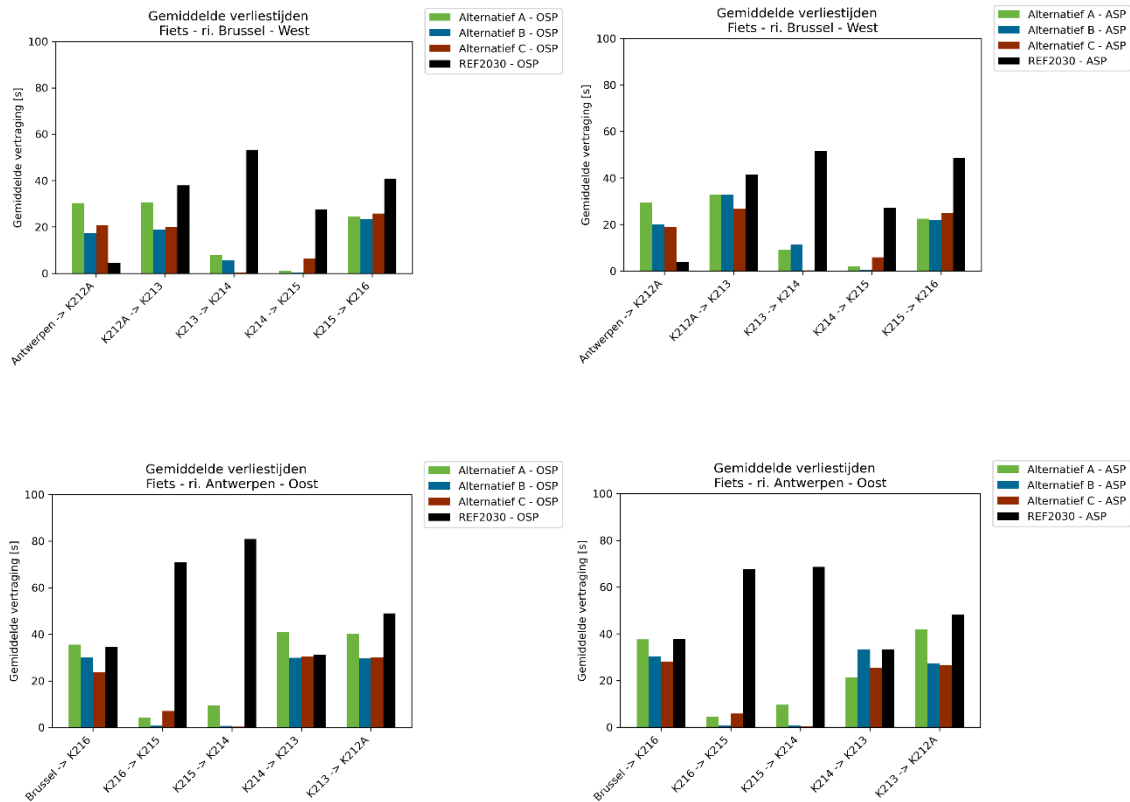 Gemiddelde verliestijden
Fiets - ri. Brussel - West
Alternatief A - OSP
Alternatief B - OSP
Alternatief C - OSP
REF2030 - OSP
Gemiddelde vertraging [s]
100
80
60
40
20
0
Antwerpen -> K212A
K212A -> K213
K213 -> K214
K214 -> K215
K215 -> K216
Gemiddelde verliestijden
Fiets - ri. Brussel - West
Alternatief A - ASP
Alternatief B - ASP
Alternatief C - ASP
REF2030 - ASP
Gemiddelde vertraging [s]
100
80
60
40
20
0
Antwerpen -> K212A
K212A -> K213
K213 -> K214
K214 -> K215
K215 -> K216
Gemiddelde verliestijden
Fiets - ri. Antwerpen - Oost
Alternatief A - OSP
Alternatief B - OSP
Alternatief C - OSP
REF2030 - OSP
Gemiddelde vertraging [s]
100
80
60
40
20
0
Brussel -> K216
K216 -> K215
K215 -> K214
K214 -> K213
K213 -> K212A
Gemiddelde verliestijden
Fiets - ri. Antwerpen - Oost
Alternatief A - ASP
Alternatief B - ASP
Alternatief C - ASP
REF2030 - ASP
Gemiddelde vertraging [s]
100
80
60
40
20
0
Brussel -> K216
K216 -> K215
K215 -> K214
K214 -> K213
K213 -> K212A